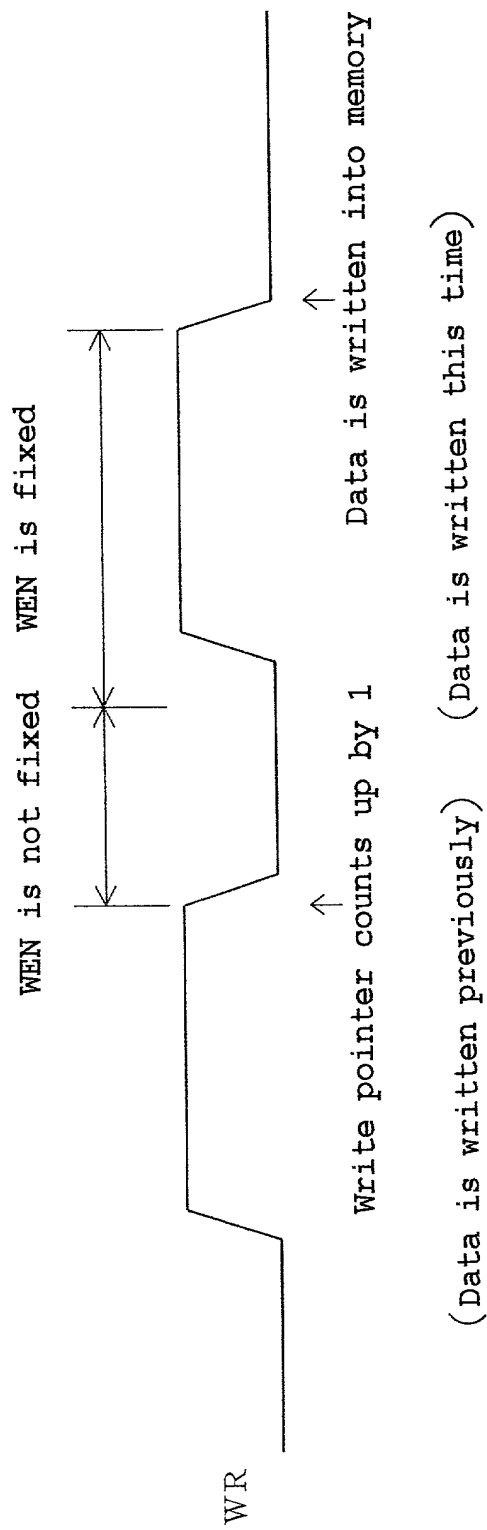 WEN is not fixed WEN is fixed
WR
Write pointer counts up by 1 Data is written into memory
(Data is written previously) (Data is written this time)